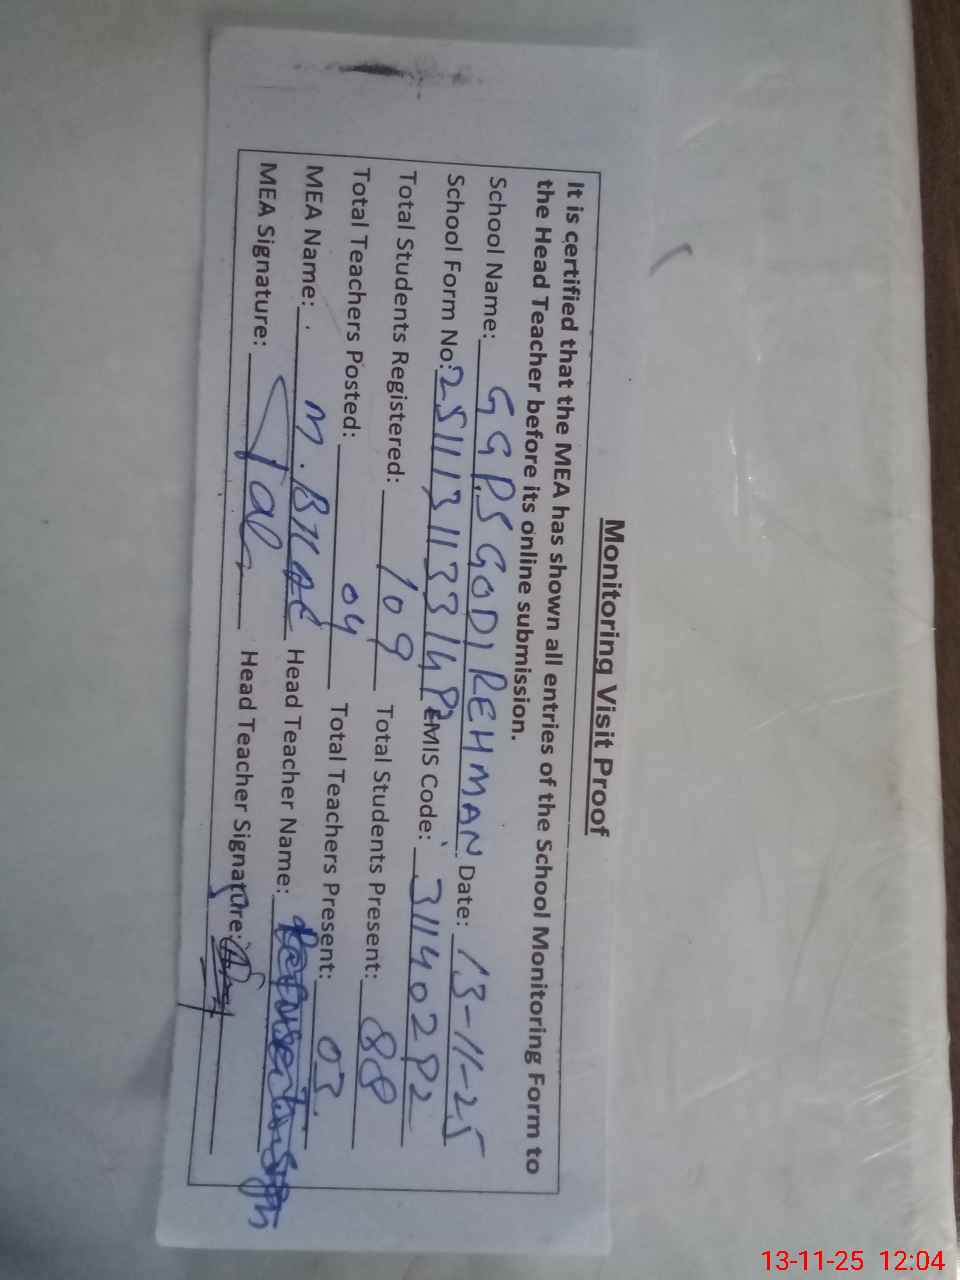 Monitoring Visit Proof
It is certified that the MEA has shown all entries of the School Monitoring Form to
the Head Teacher before its online submission.
School Name: GGPS GODI REHMAN Date: 13-11-25
School Form No: EMIS Code: 31140282
Total Students Registered: 109 Total Students Present: 88
Total Teachers Posted: 04 Total Teachers Present: 03
MEA Name: M. BILAL Head Teacher Name:
MEA Signature: Head Teacher Signature:
13-11-25 12:04